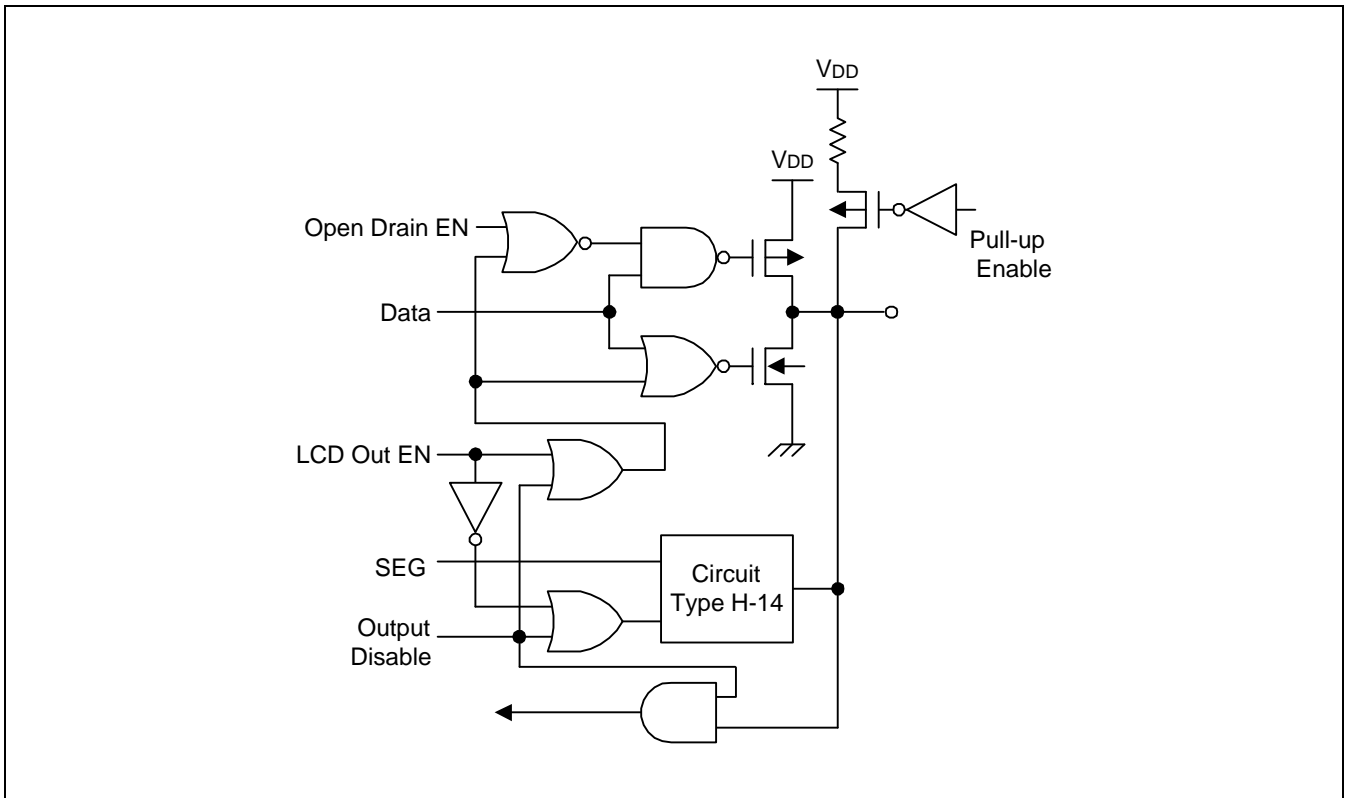 VDD
VDD
Open Drain EN
Pull-up
Enable
Data
LCD Out EN
SEG
Circuit
Type H-14
Output
Disable